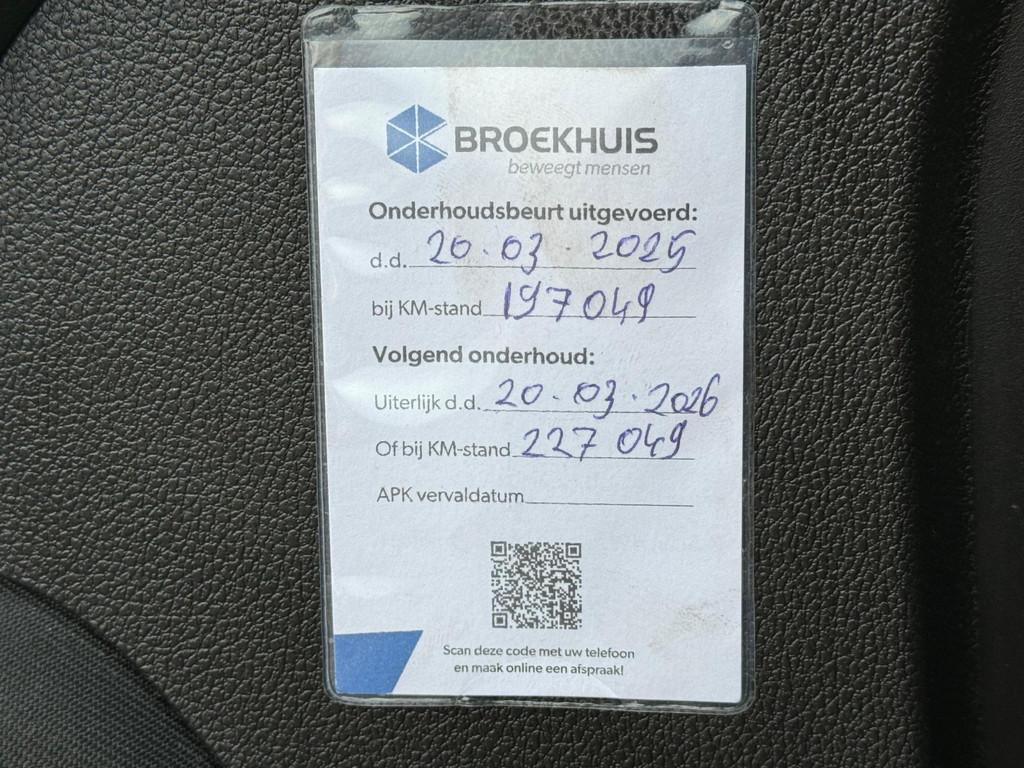 BROEKHUIS
beweegt mensen
Onderhoudsbeurt uitgevoerd:
d.d. 20.03.2025
bij KM-stand 197049
Volgend onderhoud:
Uiterlijk d.d. 20.03.2026
Of bij KM-stand 227049
APK vervaldatum
Scan deze code met uw telefoon
en maak online een afspraak!